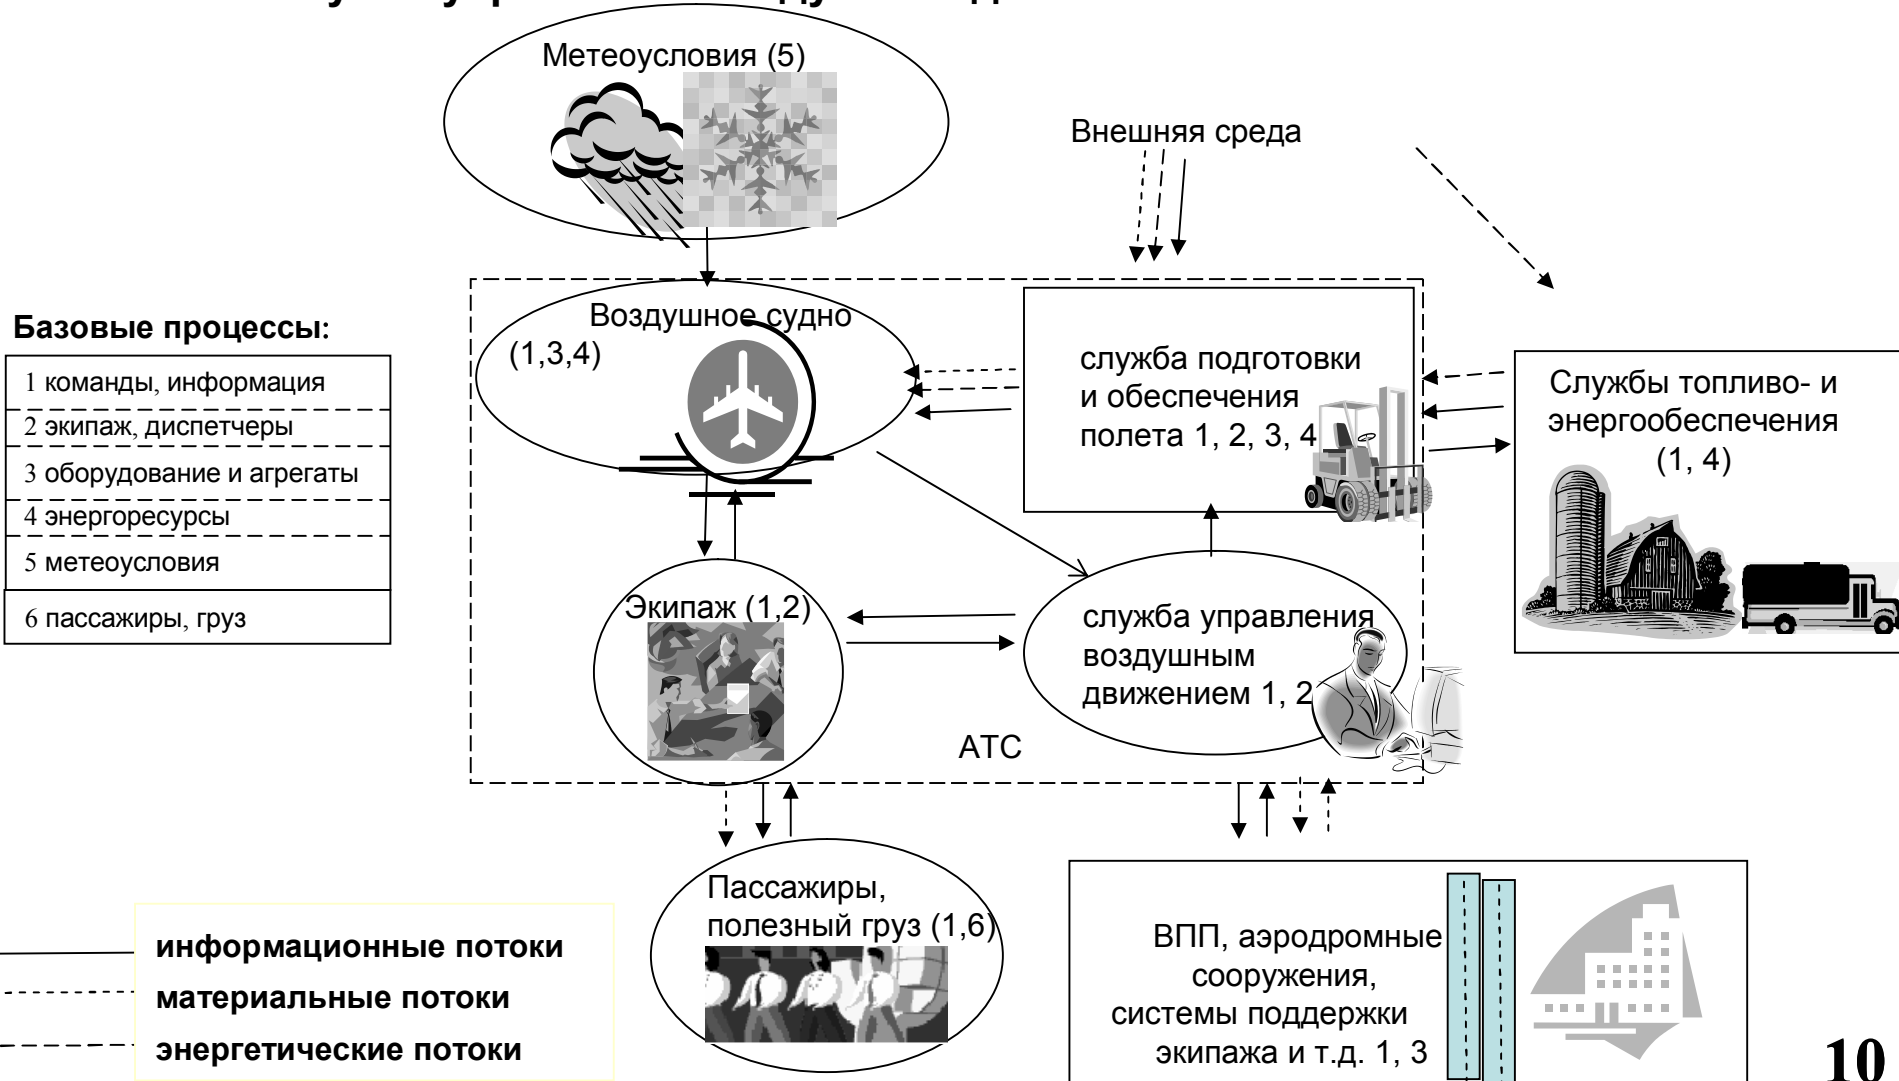 Метеоусловия (5)
Внешняя среда
Базовые процессы:
1 команды, информация
2 экипаж, диспетчеры
3 оборудование и агрегаты
4 энергоресурсы
5 метеоусловия
6 пассажиры, груз
Воздушное судно
(1,3,4)
служба подготовки
и обеспечения
полета 1, 2, 3, 4
Службы топливо- и
энергообеспечения
(1, 4)
Экипаж (1,2)
служба управления
воздушным
движением 1, 2
АТС
Пассажиры,
полезный груз (1,6)
ВПП, аэродромные
сооружения,
системы поддержки
экипажа и т.д. 1, 3
информационные потоки
материальные потоки
энергетические потоки
10